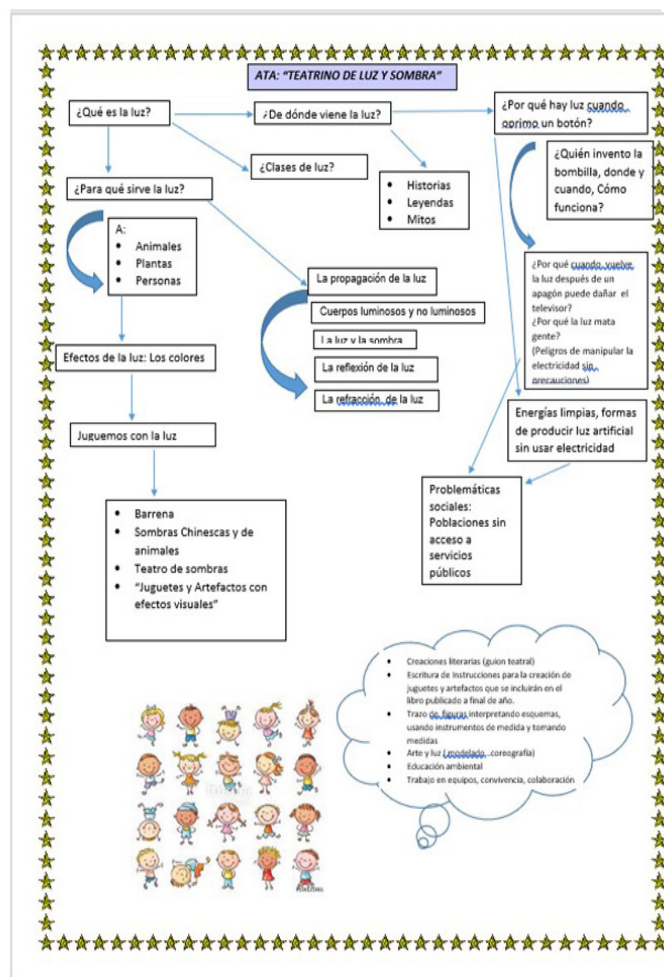 ATA: "TEATRINO DE LUZ Y SOMBRA"
¿Qué es la luz?
¿De dónde viene la luz?
¿Por qué hay luz cuando
oprimo un botón?
¿Clases de luz?
¿Quién invento la
bombilla, donde y
cuando, Cómo
funciona?
¿Para qué sirve la luz?
• Historias
• Leyendas
• Mitos
A:
• Animales
• Plantas
• Personas
¿Por qué cuando vuelve
la luz después de un
apagón puede dañar el
televisor?
¿Por qué la luz mata
gente?
(Peligros de manipular la
electricidad sin
precauciones)
La propagación de la luz
Cuerpos luminosos y no luminosos
La luz y la sombra
La reflexión de la luz
La refracción de la luz
Efectos de la luz: Los colores
Juguemos con la luz
Energías limpias, formas
de producir luz artificial
sin usar electricidad
Problemáticas
sociales:
Poblaciones sin
acceso a
servicios
públicos
• Barrena
• Sombras Chinescas y de
animales
• Teatro de sombras
• "Juguetes y Artefactos con
efectos visuales"
• Creaciones literarias (guion teatral)
• Escritura de Instrucciones para la creación de
juguetes y artefactos que se incluirán en el
libro publicado a final de año.
• Trazo de figuras interpretando esquemas,
usando instrumentos de medida y tomando
medidas
• Arte y luz ( modelado, .coreografía)
• Educación ambiental
• Trabajo en equipos, convivencia, colaboración